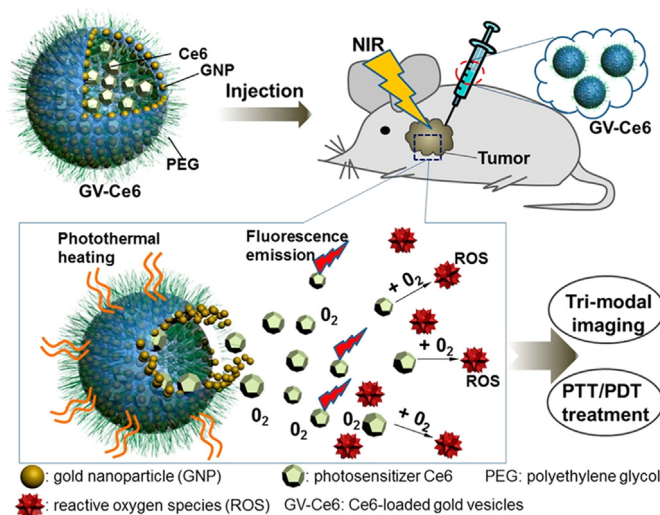 Ce6
GNP
PEG
GV-Ce6
Injection
NIR
Tumor
GV-Ce6
Photothermal
heating
Fluorescence
emission
O2
O2
O2
O2
O2
+ O2
+ O2
+ O2
ROS
ROS
Tri-modal
imaging
PTT/PDT
treatment
: gold nanoparticle (GNP)
: photosensitizer Ce6
PEG: polyethylene glycol
: reactive oxygen species (ROS)
GV-Ce6: Ce6-loaded gold vesicles